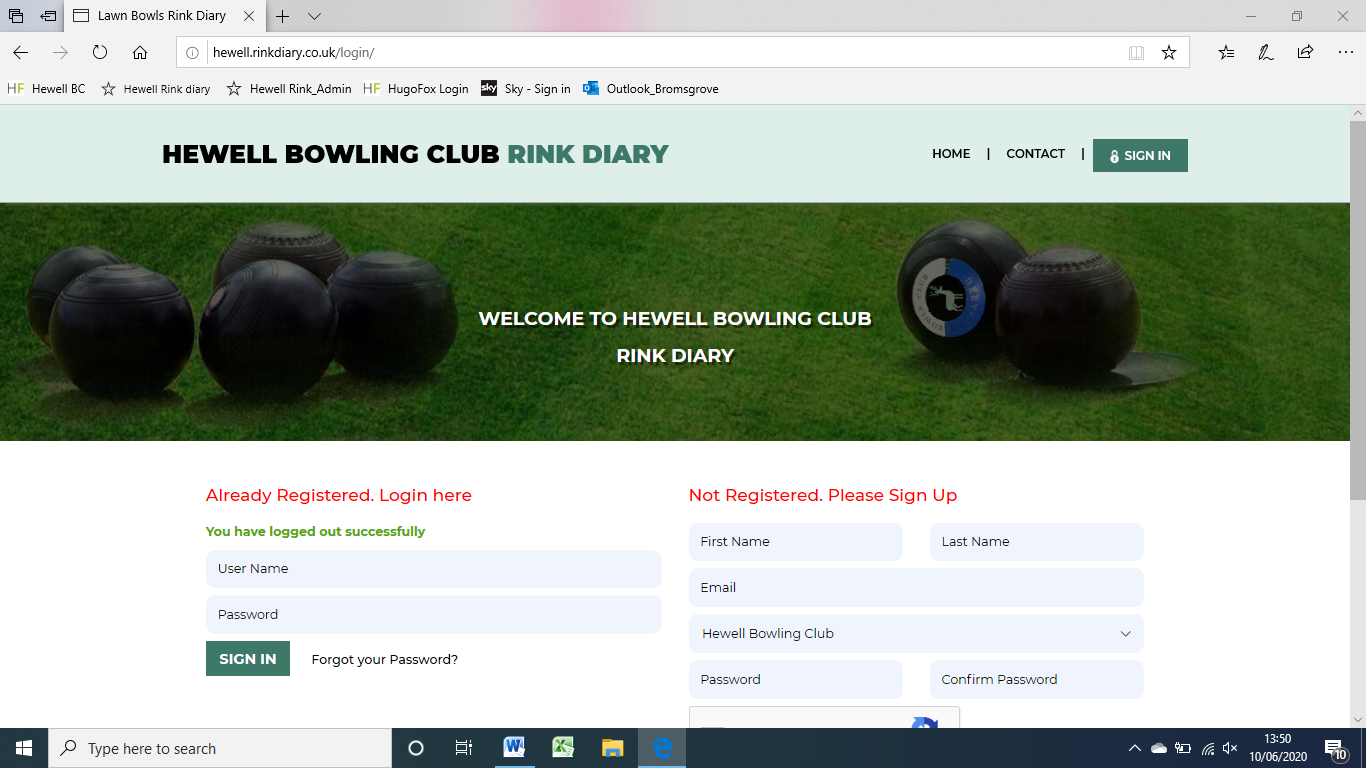 Lawn Bowls Rink Diary
hewell.rinkdiary.co.uk/login/
HF Hewell BC Hewell Rink diary Hewell Rink_Admin HF HugoFox Login sky Sky - Sign in Outlook_Bromsgrove
HEWELL BOWLING CLUB RINK DIARY
HOME | CONTACT | SIGN IN
WELCOME TO HEWELL BOWLING CLUB
RINK DIARY
Already Registered. Login here
You have logged out successfully
User Name
Password
SIGN IN Forgot your Password?
Not Registered. Please Sign Up
First Name Last Name
Email
Hewell Bowling Club
Password Confirm Password
Type here to search
13:50
10/06/2020
10